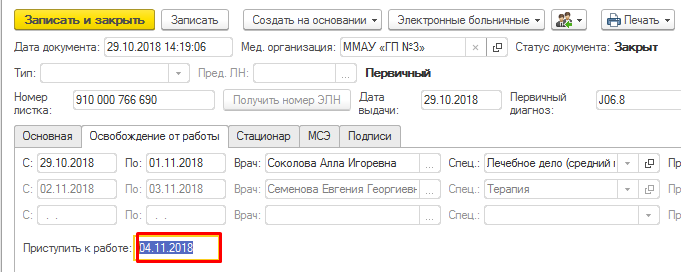 Записать и закрыть Записать Создать на основании Электронные больничные Печать
Дата документа: 29.10.2018 14:19:06 Мед. организация: ММАУ «ГП №3» Статус документа: Закрыт
Тип: Пред. ЛН: Первичный
Номер листка: 910 000 766 690 Получить номер ЭЛН Дата выдачи: 29.10.2018 Первичный диагноз: J06.8
Основная Освобождение от работы Стационар МСЭ Подписи
С: 29.10.2018 По: 01.11.2018 Врач: Соколова Алла Игоревна Спец.: Лечебное дело (средний Пр
С: 02.11.2018 По: 03.11.2018 Врач: Семенова Евгения Георгиевн Спец.: Терапия Пр
С: . . По: . . Врач: Спец.: Пр
Приступить к работе: 04.11.2018